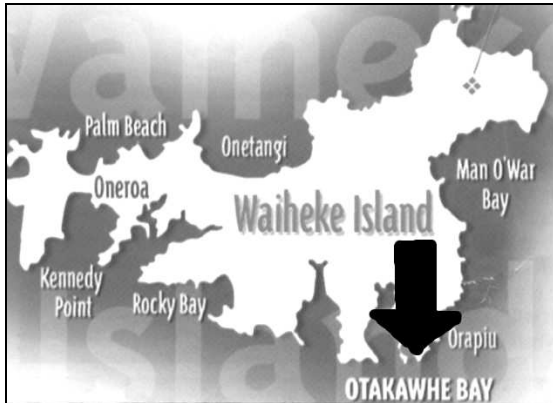 Palm Beach
Onetangi
Oneroa
Man O'War
Bay
Waiheke Island
Kennedy
Point
Rocky Bay
Orapiu
OTAKAWHE BAY